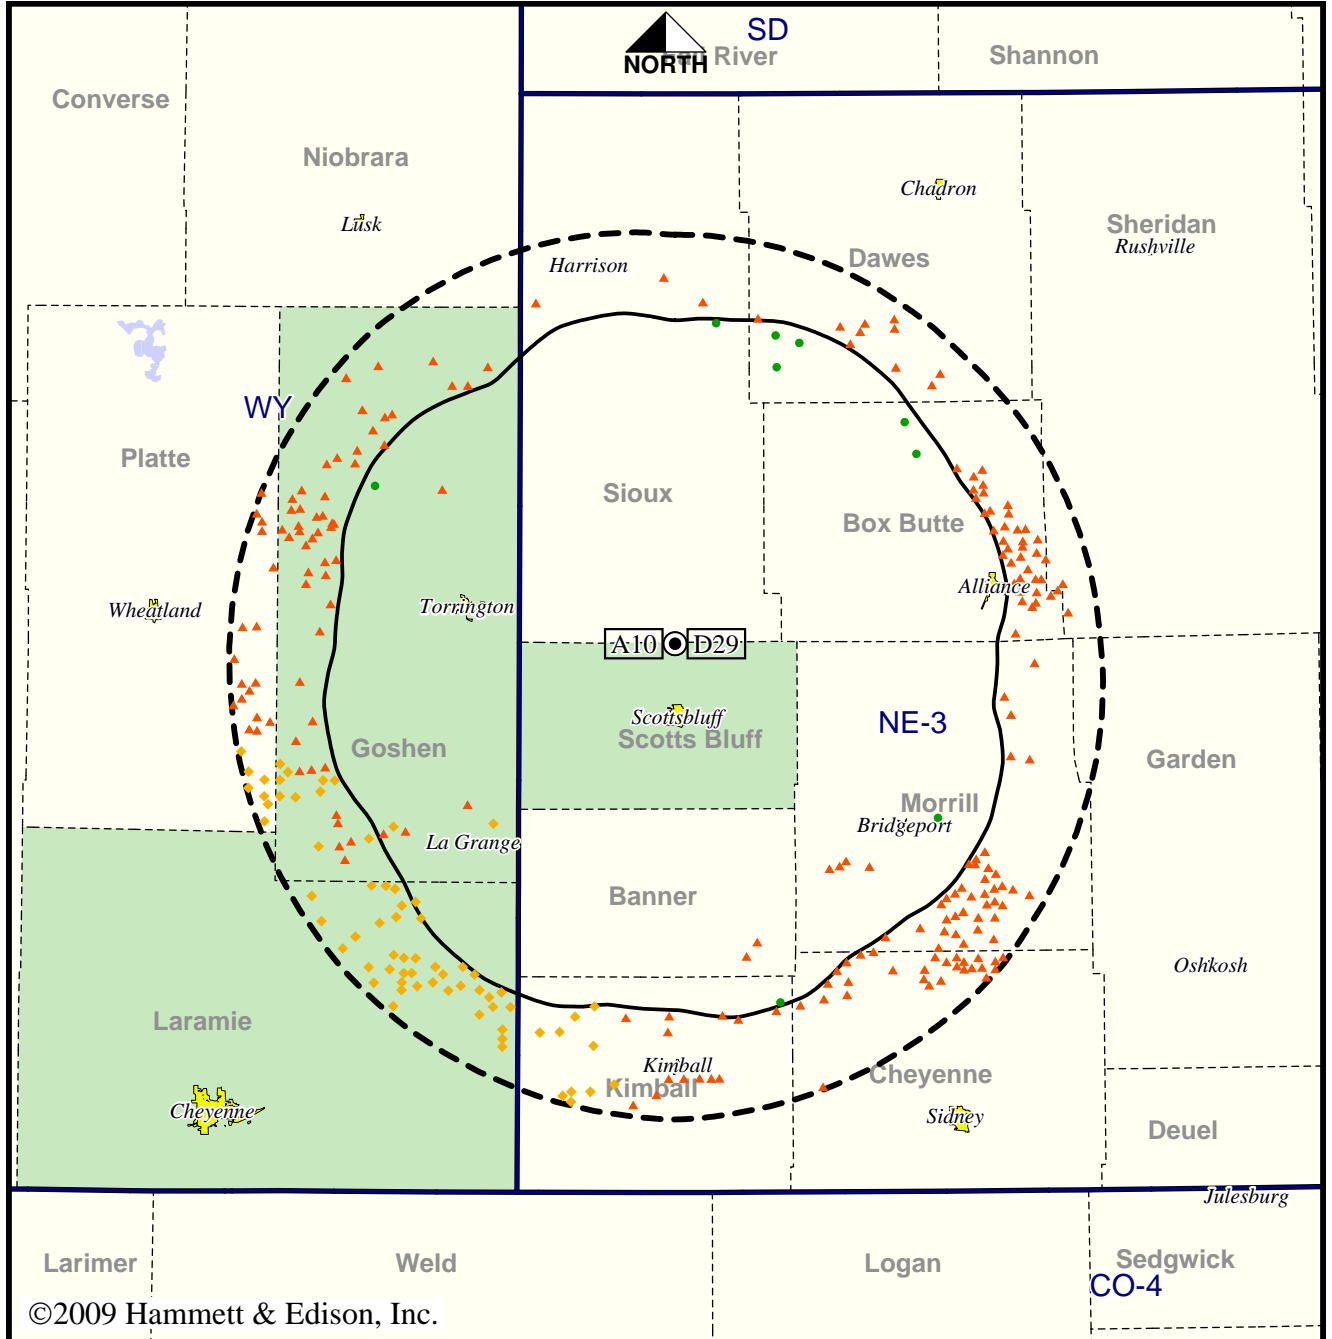 SD
NORTH
River
Shannon
Converse
Niobrara
Chadron
Lusk
Sheridan
Rushville
Harrison
Dawes
WY
Platte
Sioux
Box Butte
Alliance
Wheatland
Torrington
A10 D29
Scottsbluff
Scotts Bluff
NE-3
Goshen
Garden
Morrill
Bridgeport
La Grange
Banner
Oshkosh
Laramie
Kimball
Kimball
Cheyenne
Cheyenne
Sidney
Deuel
Julesburg
Larimer
Weld
Logan
Sedgwick
CO-4
©2009 Hammett & Edison, Inc.